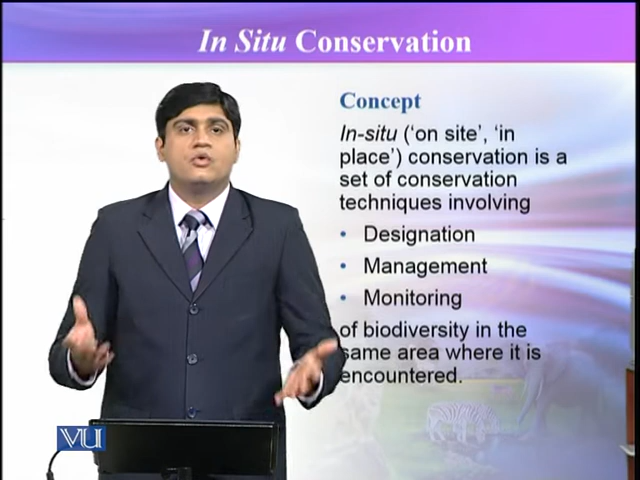 In Situ Conservation
Concept
In-situ ('on site', 'in
place') conservation is a
set of conservation
techniques involving
• Designation
• Management
• Monitoring
of biodiversity in the
same area where it is
encountered.
VU